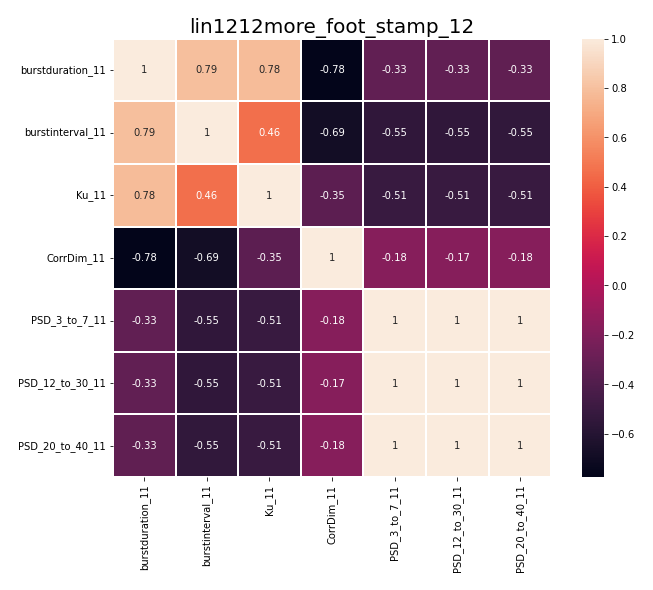 lin1212more_foot_stamp_12
burstduration_11 1 0.79 0.78 -0.78 -0.33 -0.33 -0.33
burstinterval_11 0.79 1 0.46 -0.69 -0.55 -0.55 -0.55
Ku_11 0.78 0.46 1 -0.35 -0.51 -0.51 -0.51
CorrDim_11 -0.78 -0.69 -0.35 1 -0.18 -0.17 -0.18
PSD_3_to_7_11 -0.33 -0.55 -0.51 -0.18 1 1 1
PSD_12_to_30_11 -0.33 -0.55 -0.51 -0.17 1 1 1
PSD_20_to_40_11 -0.33 -0.55 -0.51 -0.18 1 1 1
burstduration_11
burstinterval_11
Ku_11
CorrDim_11
PSD_3_to_7_11
PSD_12_to_30_11
PSD_20_to_40_11
1.0
0.8
0.6
0.4
0.2
0.0
−0.2
−0.4
−0.6